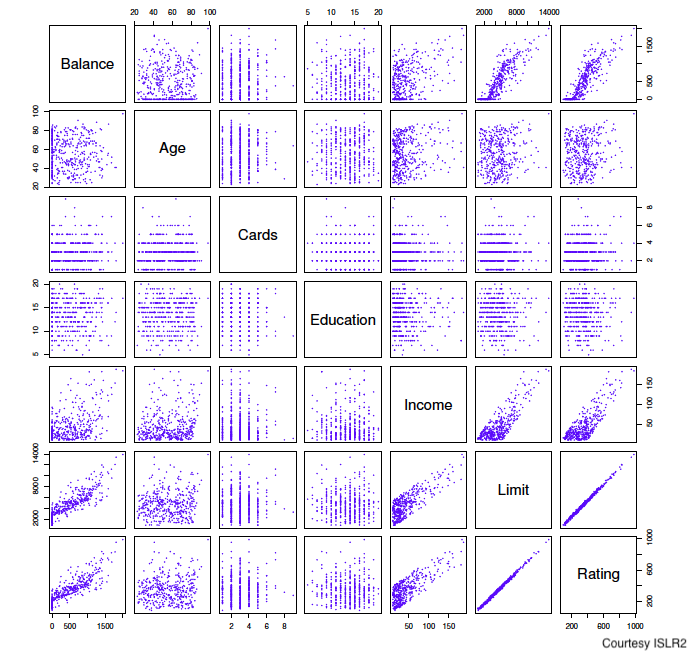 20 40 60 80 100
5 10 15 20
2000 8000 14000
Balance
0 500 1500
20 40 60 80 100
Age
Cards
2 4 6 8
5 10 15 20
Education
Income
50 100 150
2000 8000 14000
Limit
Rating
200 600 1000
0 500 1500
2 4 6 8
50 100 150
200 600 1000
Courtesy ISLR2